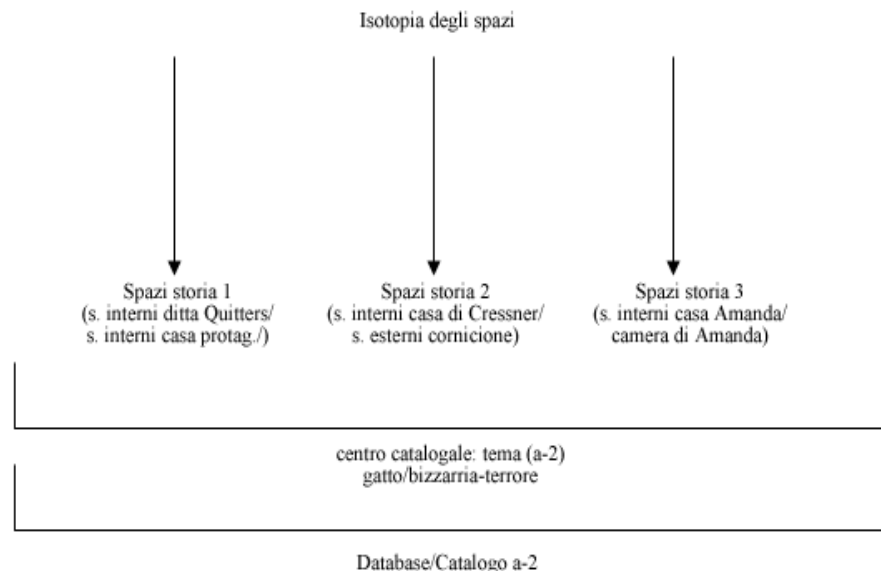 Isotopia degli spazi
Spazi storia 1
(s. interni ditta Quitters/
s. interni casa protag./)
Spazi storia 2
(s. interni casa di Cressner/
s. esterni cornicione)
Spazi storia 3
(s. interni casa Amanda/
camera di Amanda)
centro catalogale: tema (a-2)
gatto/bizzarria-terrore
Database/Catalogo a-2